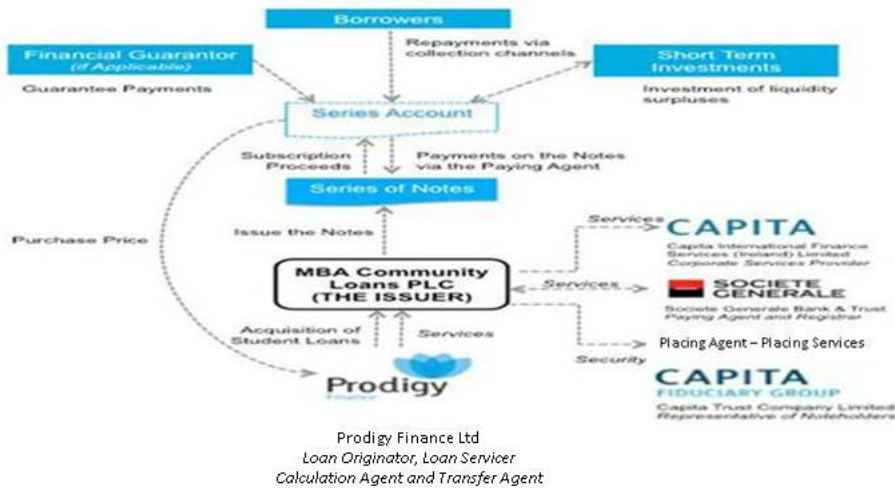 Borrowers
Financial Guarantor
(if Applicable)
Repayments via
collection channels
Short Term
Investments
Guarantee Payments
Investment of liquidity
surpluses
Series Account
Subscription
Proceeds
Payments on the Notes
via the Paying Agent
Series of Notes
Purchase Price
Issue the Notes
Services
CAPITA
Capita International Finance
Services (Ireland) Limited
Corporate Services Provider
MBA Community
Loans PLC
(THE ISSUER)
Services
SOCIETE
GENERALE
Societe Generale Bank & Trust
Paying Agent and Registrar
Acquisition of
Student Loans
Services
Placing Agent – Placing Services
Security
Prodigy
Finance
CAPITA
FIDUCIARY GROUP
Capita Trust Company Limited
Representative of Noteholders
Prodigy Finance Ltd
Loan Originator, Loan Servicer
Calculation Agent and Transfer Agent